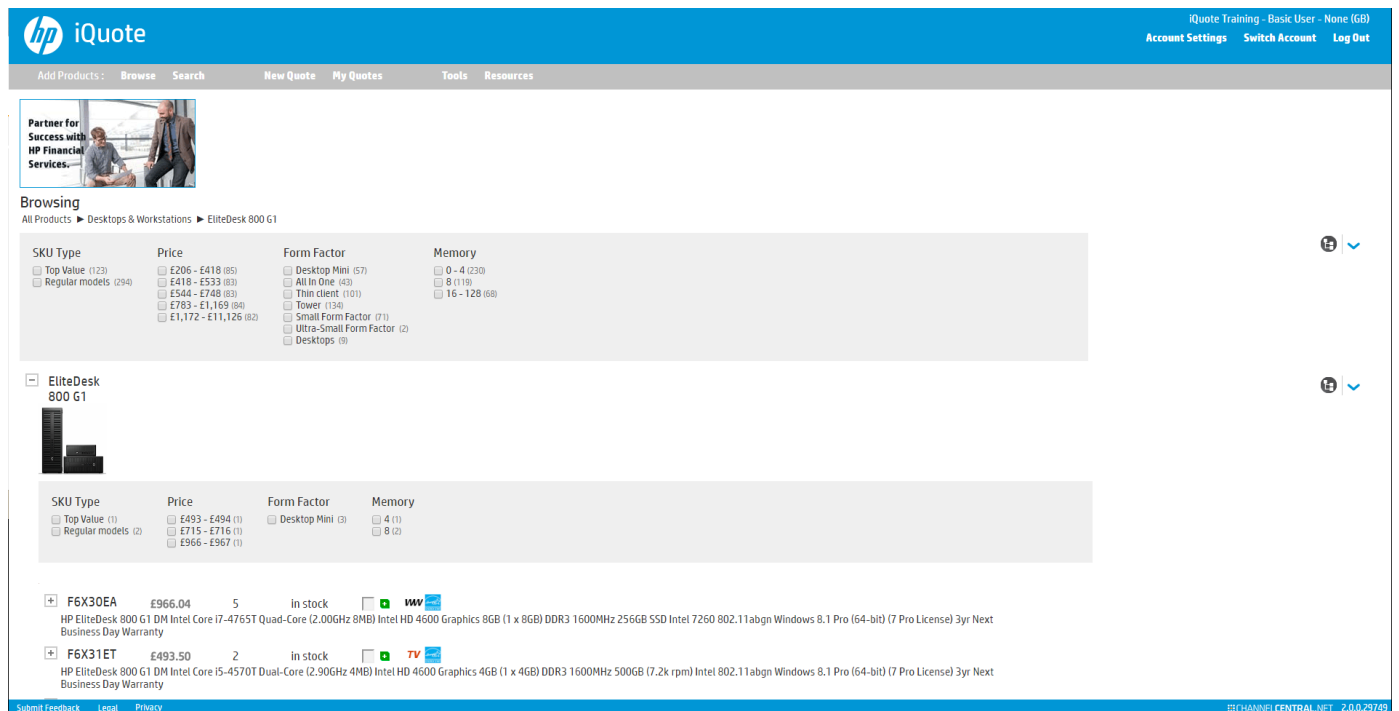 hp iQuote
iQuote Training - Basic User - None (GB)
Account Settings Switch Account Log Out
Add Products : Browse Search New Quote My Quotes Tools Resources
Partner for
Success with
HP Financial
Services.
Browsing
All Products ► Desktops & Workstations ► EliteDesk 800 G1
SKU Type
Top Value (123)
Regular models (294)
Price
£206 - £418 (85)
£418 - £533 (83)
£544 - £748 (83)
£783 - £1,169 (84)
£1,172 - £11,126 (82)
Form Factor
Desktop Mini (57)
All In One (43)
Thin client (101)
Tower (134)
Small Form Factor (71)
Ultra-Small Form Factor (2)
Desktops (9)
Memory
0 - 4 (230)
8 (119)
16 - 128 (68)
EliteDesk
800 G1
SKU Type
Top Value (1)
Regular models (2)
Price
£493 - £494 (1)
£715 - £716 (1)
£966 - £967 (1)
Form Factor
Desktop Mini (3)
Memory
4 (1)
8 (2)
F6X30EA £966.04 5 in stock
HP EliteDesk 800 G1 DM Intel Core i7-4765T Quad-Core (2.00GHz 8MB) Intel HD 4600 Graphics 8GB (1 x 8GB) DDR3 1600MHz 256GB SSD Intel 7260 802.11abgn Windows 8.1 Pro (64-bit) (7 Pro License) 3yr Next
Business Day Warranty
F6X31ET £493.50 2 in stock TV
HP EliteDesk 800 G1 DM Intel Core i5-4570T Dual-Core (2.90GHz 4MB) Intel HD 4600 Graphics 4GB (1 x 4GB) DDR3 1600MHz 500GB (7.2k rpm) Intel 802.11abgn Windows 8.1 Pro (64-bit) (7 Pro License) 3yr Next
Business Day Warranty
Submit Feedback Legal Privacy
CHANNELCENTRAL.NET 2.0.0.29749